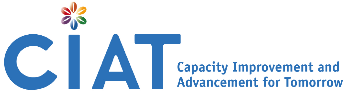 CIAT
Capacity Improvement and
Advancement for Tomorrow